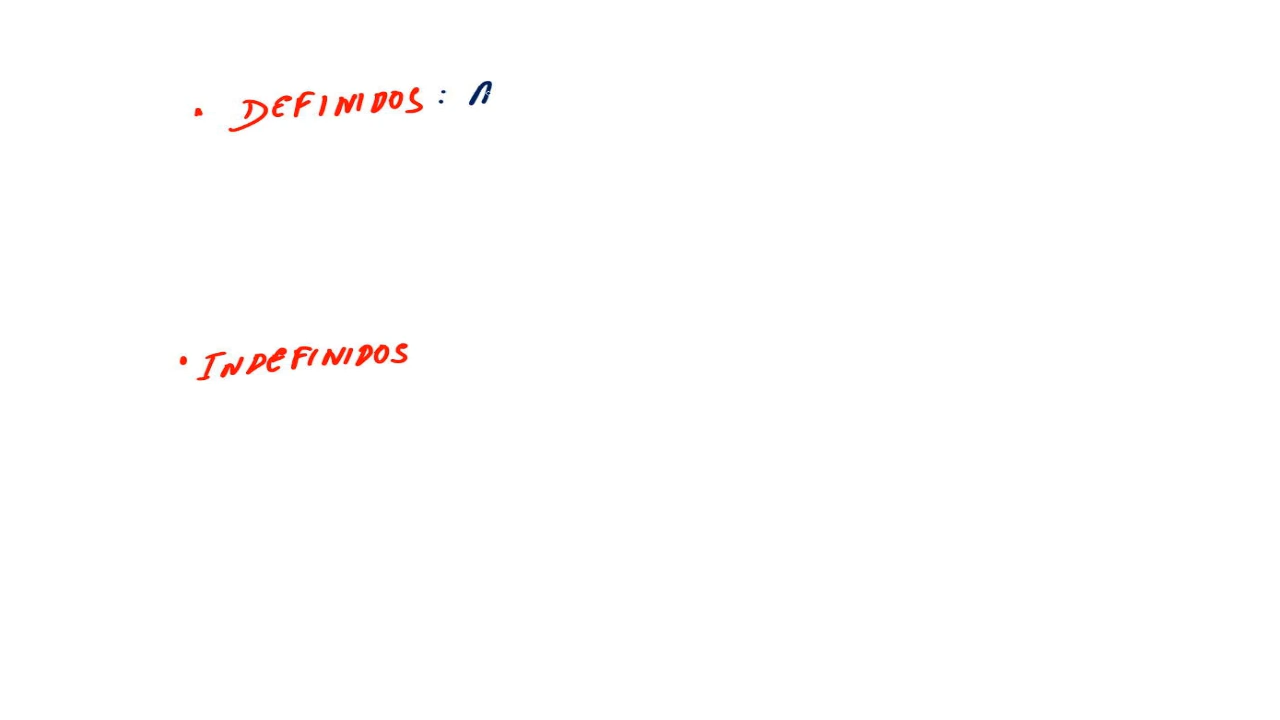 • DEFINIDOS :
• INDEFINIDOS